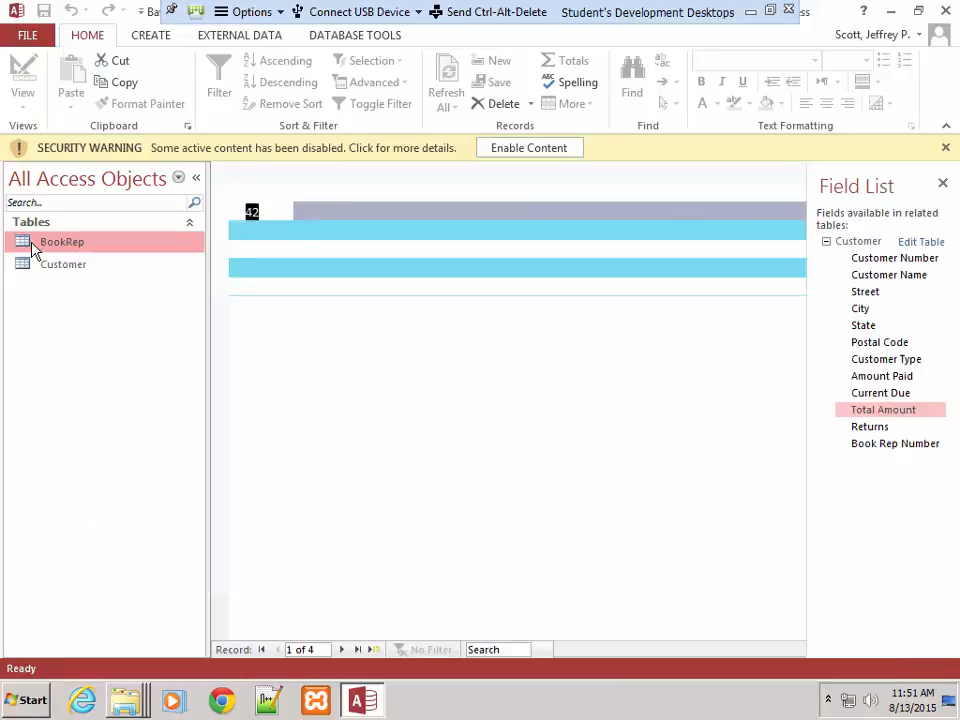 Ba Options Connect USB Device Send Ctrl-Alt-Delete Student's Development Desktops ss ?
FILE HOME CREATE EXTERNAL DATA DATABASE TOOLS Scott, Jeffrey P.
View Paste Cut Copy Format Painter
Filter Ascending Descending Remove Sort Selection Advanced Toggle Filter
Refresh All New Save Delete Totals Spelling More
Find B I U A
Views Clipboard Sort & Filter Records Find Text Formatting
SECURITY WARNING Some active content has been disabled. Click for more details. Enable Content
All Access Objects
Search...
Tables
BookRep
Customer
42
Field List
Fields available in related
tables:
Customer Edit Table
Customer Number
Customer Name
Street
City
State
Postal Code
Customer Type
Amount Paid
Current Due
Total Amount
Returns
Book Rep Number
Record: 1 of 4 No Filter Search
Ready
Start 11:51 AM
8/13/2015